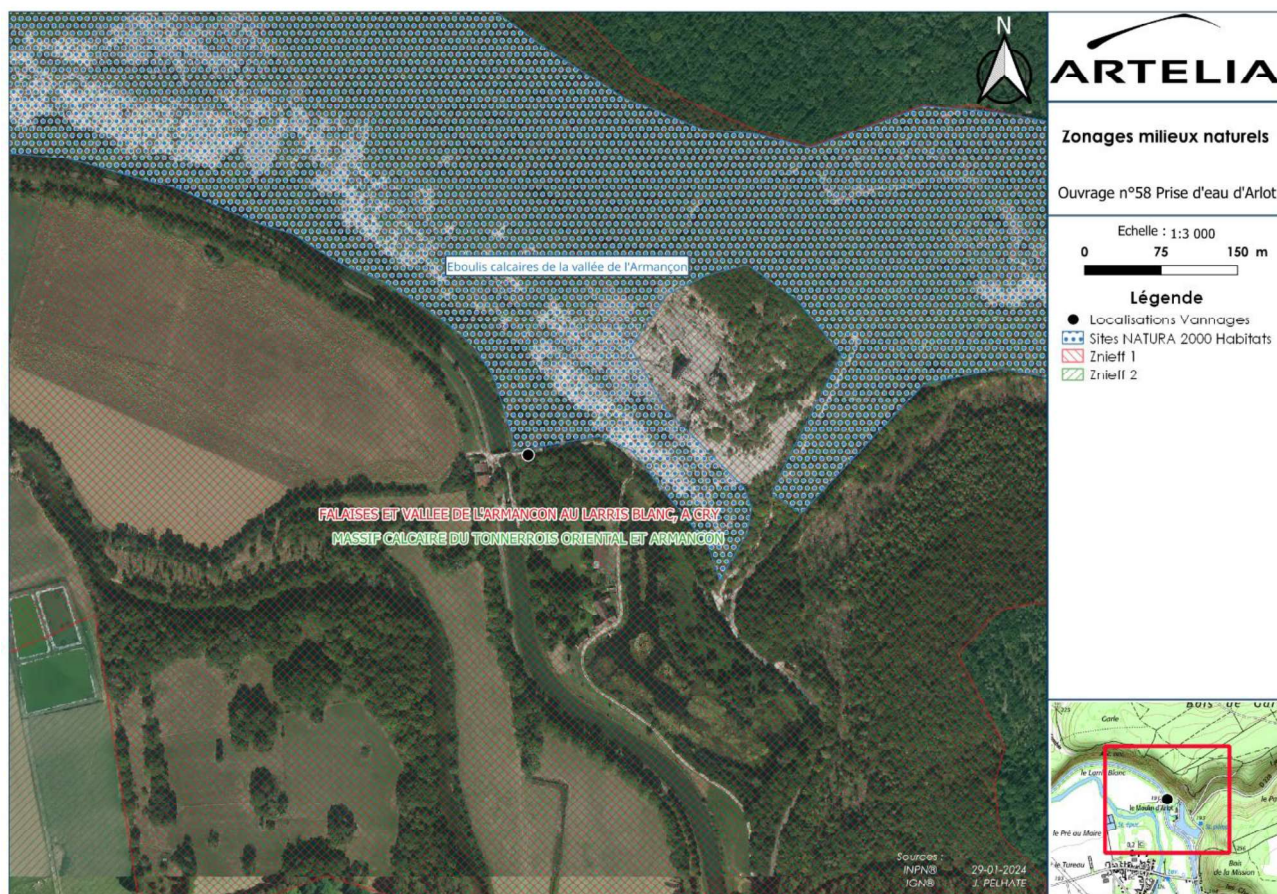 N
Eboulis calcaires de la vallée de l'Armançon
FALAISES ET VALLEE DE L'ARMANCON AU LARRIS BLANC, A CRY
MASSIF CALCAIRE DU TONNERROIS ORIENTAL ET ARMANCON
Sources :
INPN®
29-01-2024
IGN®
J. PELHATE
ARTELIA
Zonages milieux naturels
Ouvrage n°58 Prise d'eau d'Arlot
Echelle : 1:3 000
0 75 150 m
Légende
Localisations Vannages
Sites NATURA 2000 Habitats
Znieff 1
Znieff 2
Garle
le Larris Blanc
le Moulin d'Arlot
le Pré au Maire
le Tureau
Bois
de la Mission